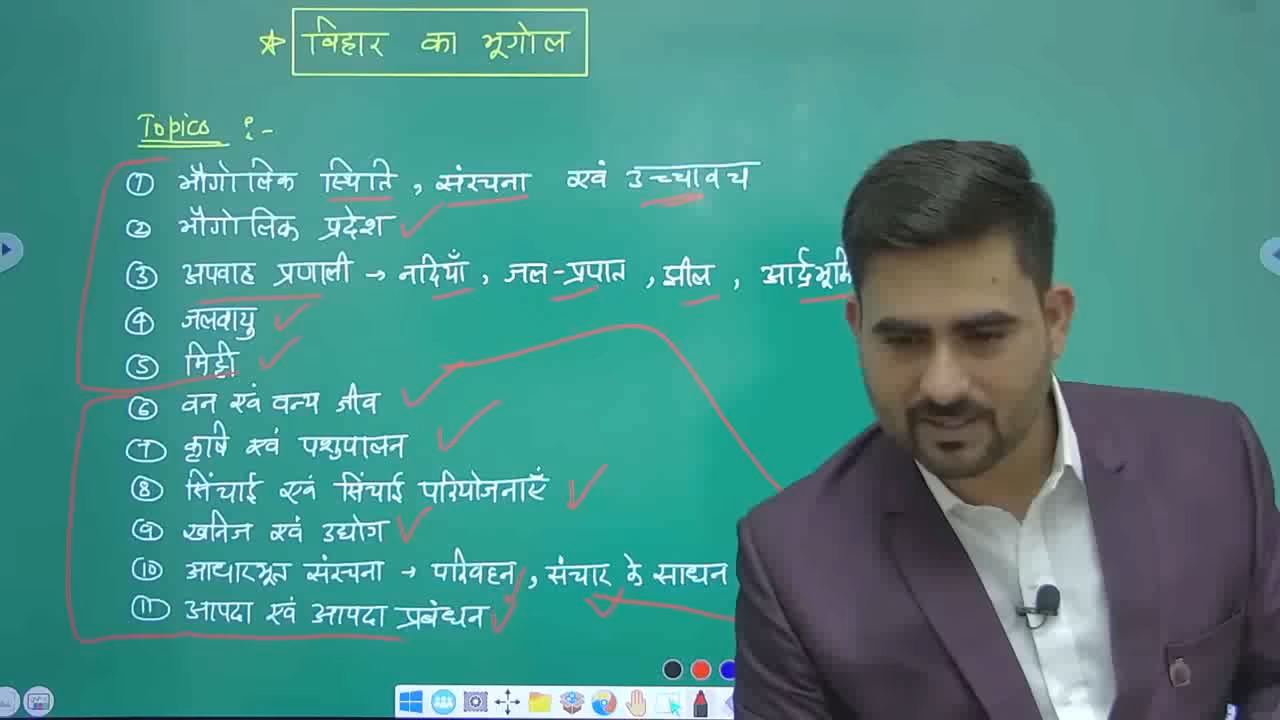 बिहार का भूगोल
Topics :-
① भौगोलिक स्थिति, संरचना एवं उच्चावच
② भौगोलिक प्रदेश
③ अपवाह प्रणाली → नदियाँ, जल-प्रपात, झील, आर्द्रभूमि
④ जलवायु
⑤ मिट्टी
⑥ वन एवं वन्य जीव
⑦ कृषि एवं पशुपालन
⑧ सिंचाई एवं सिंचाई परियोजनाएँ
⑨ खनिज एवं उद्योग
⑩ आधारभूत संरचना → परिवहन, संचार के साधन
⑪ आपदा एवं आपदा प्रबंधन